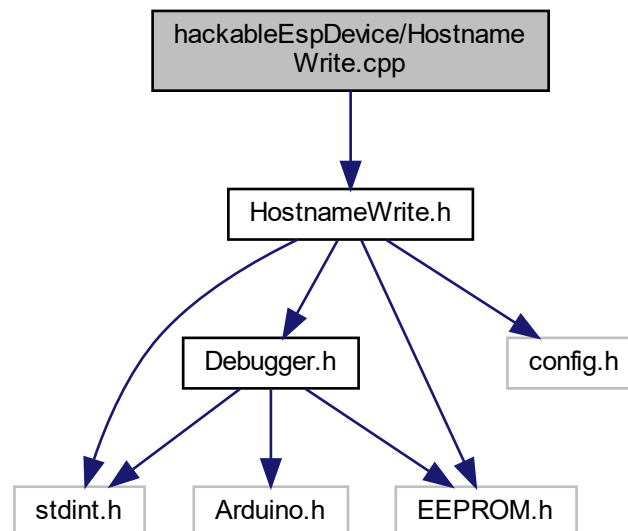 hackableEspDevice/Hostname
Write.cpp
HostnameWrite.h
Debugger.h
config.h
stdint.h
Arduino.h
EEPROM.h